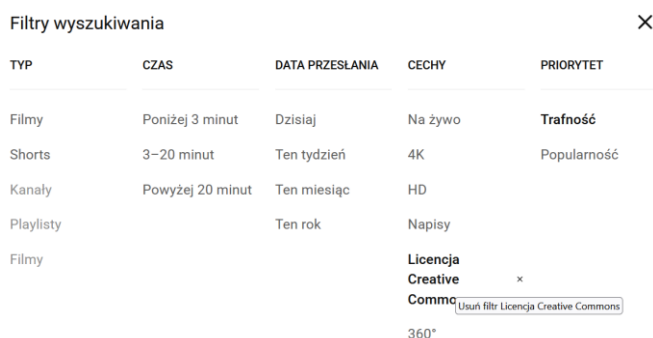 Filtry wyszukiwania
TYP CZAS DATA PRZESŁANIA CECHY PRIORYTET
Filmy Poniżej 3 minut Dzisiaj Na żywo Trafność
Shorts 3–20 minut Ten tydzień 4K Popularność
Kanały Powyżej 20 minut Ten miesiąc HD
Playlisty Ten rok Napisy
Filmy Licencja
Creative ×
Usuń filtr Licencja Creative Commons
360°